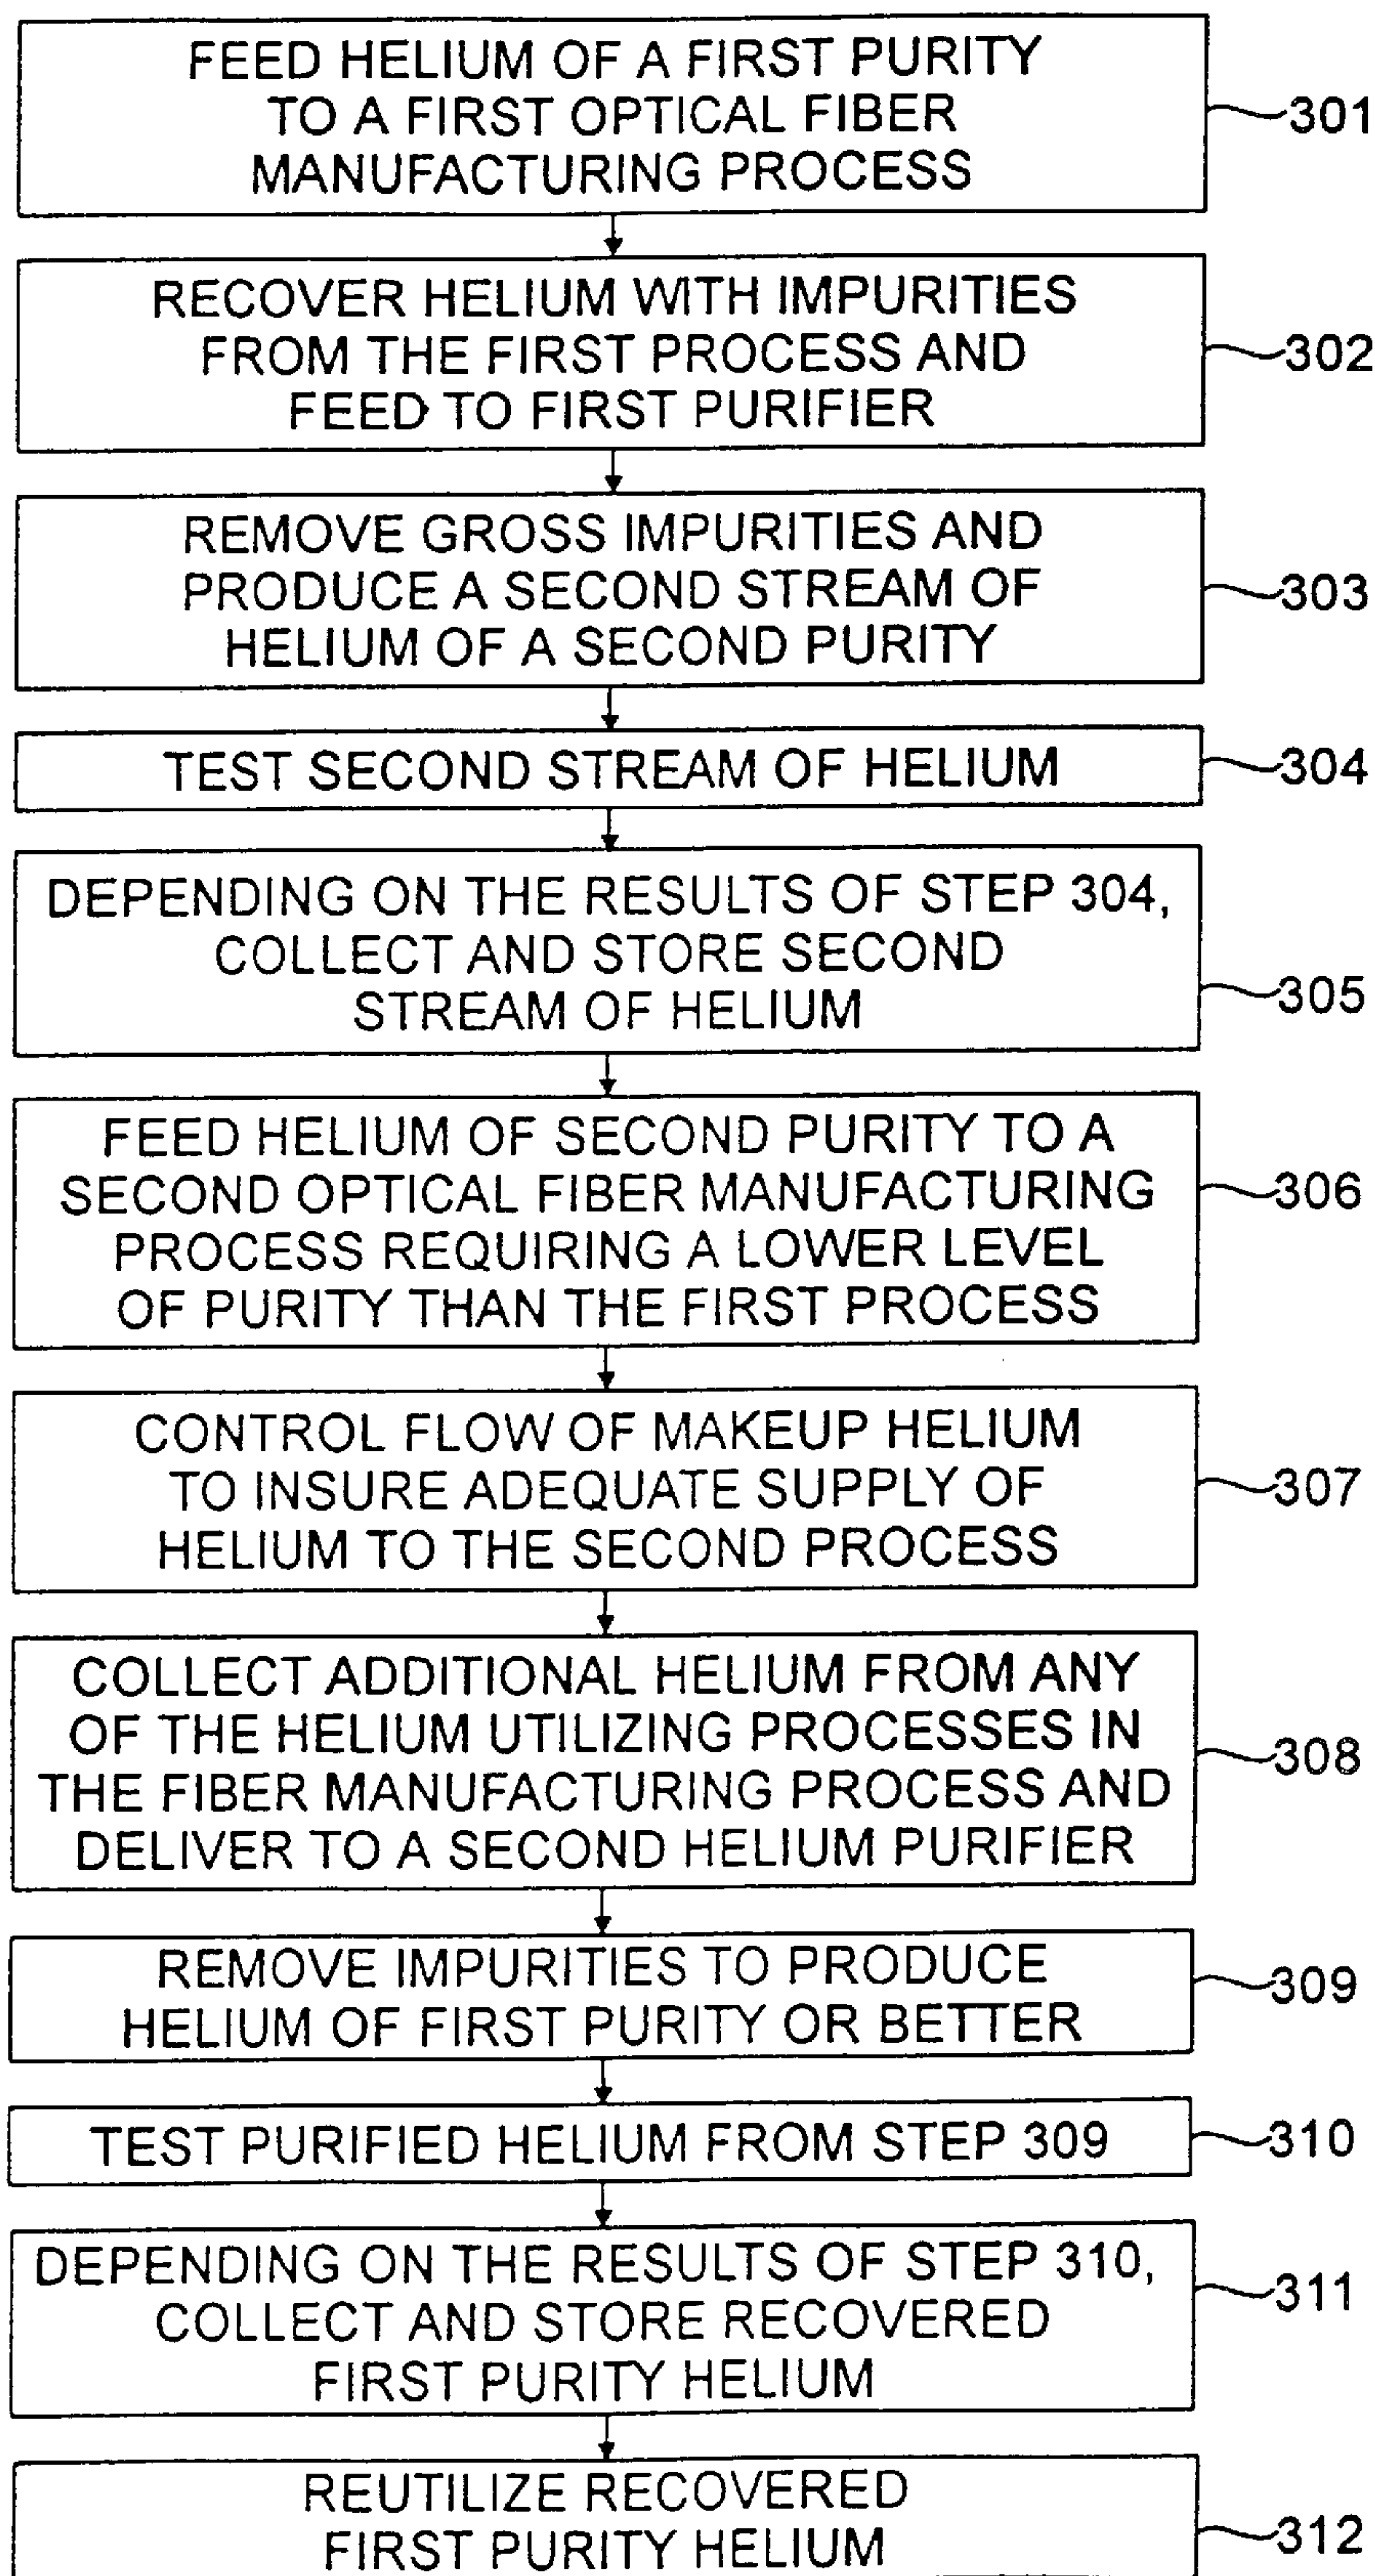 FEED HELIUM OF A FIRST PURITY
TO A FIRST OPTICAL FIBER
MANUFACTURING PROCESS
301
RECOVER HELIUM WITH IMPURITIES
FROM THE FIRST PROCESS AND
FEED TO FIRST PURIFIER
302
REMOVE GROSS IMPURITIES AND
PRODUCE A SECOND STREAM OF
HELIUM OF A SECOND PURITY
303
TEST SECOND STREAM OF HELIUM
304
DEPENDING ON THE RESULTS OF STEP 304,
COLLECT AND STORE SECOND
STREAM OF HELIUM
305
FEED HELIUM OF SECOND PURITY TO A
SECOND OPTICAL FIBER MANUFACTURING
PROCESS REQUIRING A LOWER LEVEL
OF PURITY THAN THE FIRST PROCESS
306
CONTROL FLOW OF MAKEUP HELIUM
TO INSURE ADEQUATE SUPPLY OF
HELIUM TO THE SECOND PROCESS
307
COLLECT ADDITIONAL HELIUM FROM ANY
OF THE HELIUM UTILIZING PROCESSES IN
THE FIBER MANUFACTURING PROCESS AND
DELIVER TO A SECOND HELIUM PURIFIER
308
REMOVE IMPURITIES TO PRODUCE
HELIUM OF FIRST PURITY OR BETTER
309
TEST PURIFIED HELIUM FROM STEP 309
310
DEPENDING ON THE RESULTS OF STEP 310,
COLLECT AND STORE RECOVERED
FIRST PURITY HELIUM
311
REUTILIZE RECOVERED
FIRST PURITY HELIUM
312